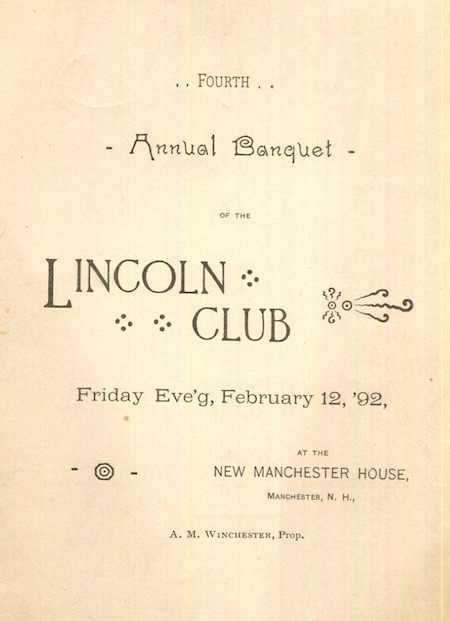 .. FOURTH ..
- Annual Banquet -
OF THE
LINCOLN
CLUB
Friday Eve'g, February 12, '92,
AT THE
NEW MANCHESTER HOUSE,
MANCHESTER, N. H.,
A. M. WINCHESTER, Prop.